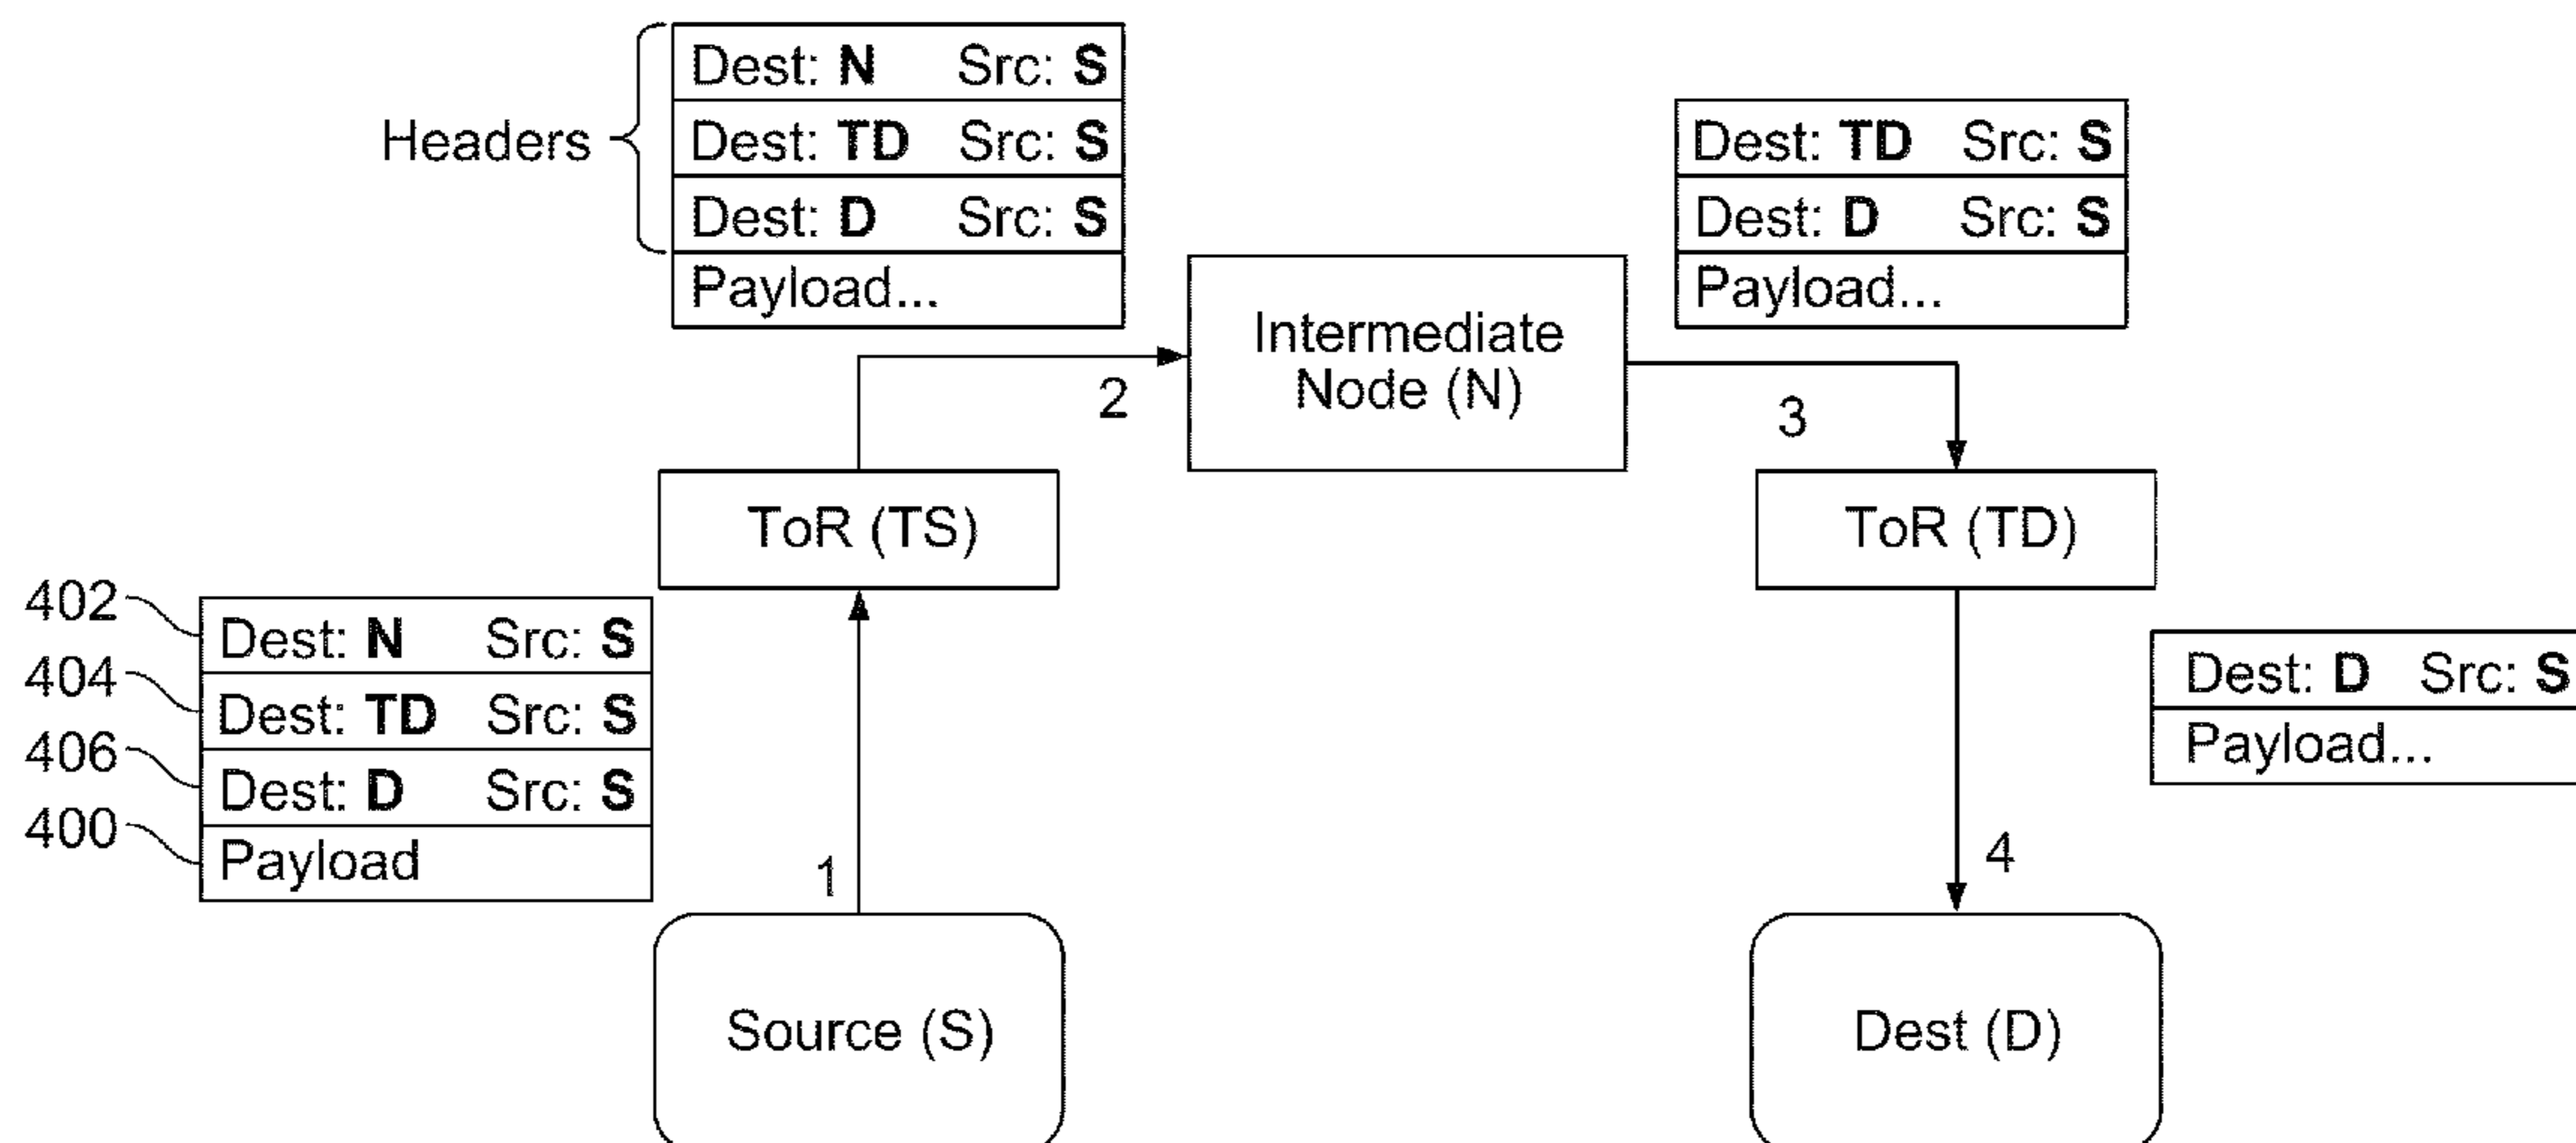 Headers
Dest: N Src: S
Dest: TD Src: S
Dest: D Src: S
Payload...
Dest: TD Src: S
Dest: D Src: S
Payload...
Intermediate
Node (N)
2
3
ToR (TS)
ToR (TD)
402
Dest: N Src: S
404
Dest: TD Src: S
406
Dest: D Src: S
400
Payload
Dest: D Src: S
Payload...
1
4
Source (S)
Dest (D)